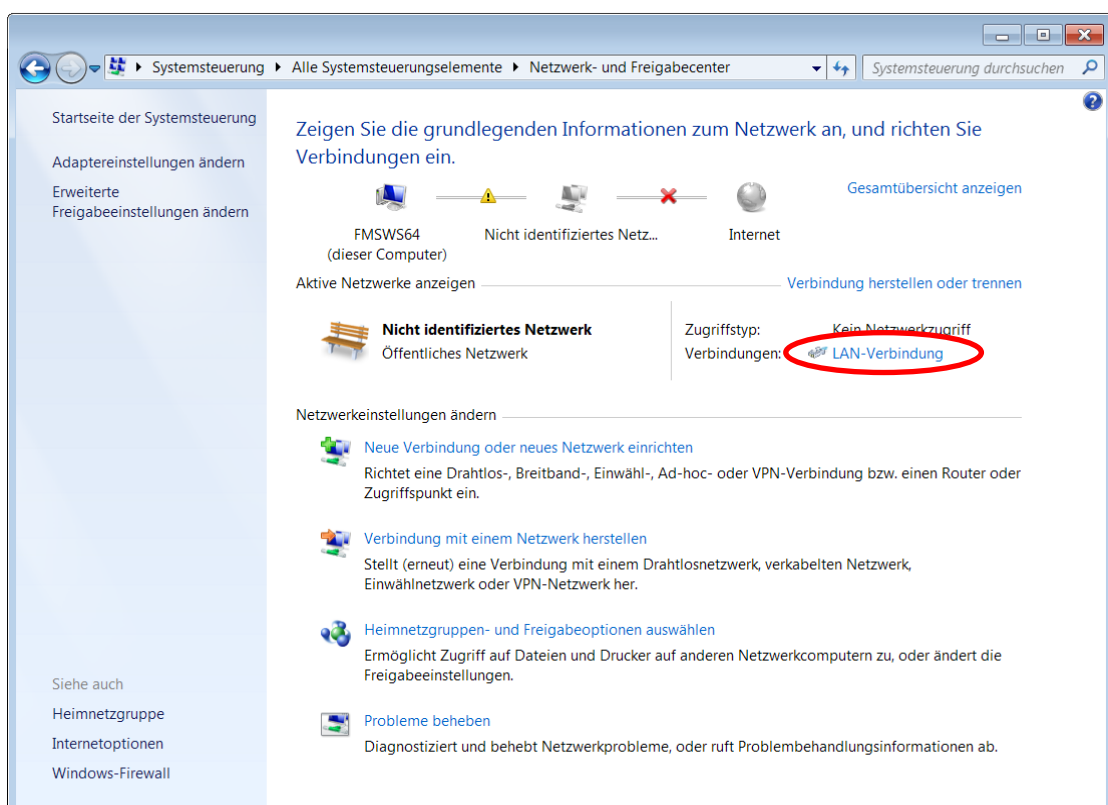 Systemsteuerung Alle Systemsteuerungselemente Netzwerk- und Freigabecenter Systemsteuerung durchsuchen
Startseite der Systemsteuerung
Adaptereinstellungen ändern
Erweiterte
Freigabeeinstellungen ändern
Zeigen Sie die grundlegenden Informationen zum Netzwerk an, und richten Sie
Verbindungen ein.
Gesamtübersicht anzeigen
FMSWS64 Nicht identifiziertes Netz... Internet
(dieser Computer)
Aktive Netzwerke anzeigen Verbindung herstellen oder trennen
Nicht identifiziertes Netzwerk Zugriffstyp: Kein Netzwerkzugriff
Öffentliches Netzwerk Verbindungen: LAN-Verbindung
Netzwerkeinstellungen ändern
Neue Verbindung oder neues Netzwerk einrichten
Richtet eine Drahtlos-, Breitband-, Einwähl-, Ad-hoc- oder VPN-Verbindung bzw. einen Router oder
Zugriffspunkt ein.
Verbindung mit einem Netzwerk herstellen
Stellt (erneut) eine Verbindung mit einem Drahtlosnetzwerk, verkabelten Netzwerk,
Einwählnetzwerk oder VPN-Netzwerk her.
Heimnetzgruppen- und Freigabeoptionen auswählen
Ermöglicht Zugriff auf Dateien und Drucker auf anderen Netzwerkcomputern zu, oder ändert die
Freigabeeinstellungen.
Probleme beheben
Diagnostiziert und behebt Netzwerkprobleme, oder ruft Problembehandlungsinformationen ab.
Siehe auch
Heimnetzgruppe
Internetoptionen
Windows-Firewall